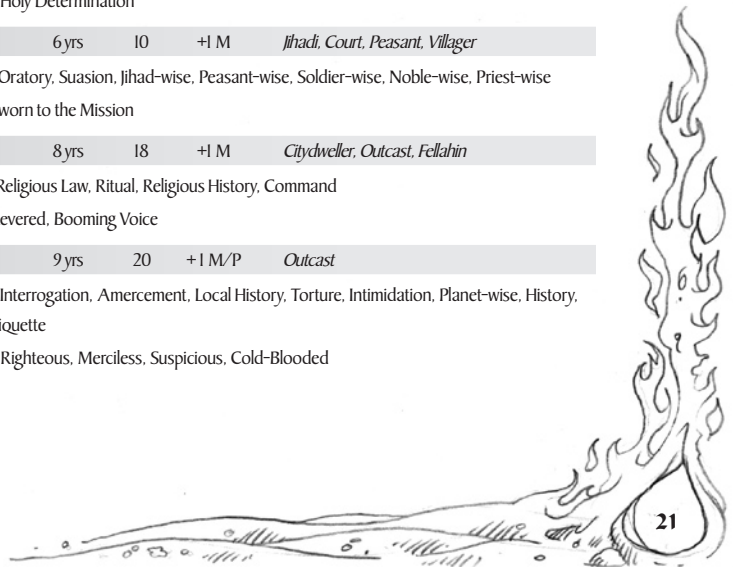 Holy Determination
6 yrs 10 +1 M Jihadi, Court, Peasant, Villager
Oratory, Suasion, Jihad-wise, Peasant-wise, Soldier-wise, Noble-wise, Priest-wise
worn to the Mission
8 yrs 18 +1 M Citydweller, Outcast, Fellahin
Religious Law, Ritual, Religious History, Command
evered, Booming Voice
9 yrs 20 +1 M/P Outcast
Interrogation, Amercement, Local History, Torture, Intimidation, Planet-wise, History,
iquette
Righteous, Merciless, Suspicious, Cold-Blooded
21